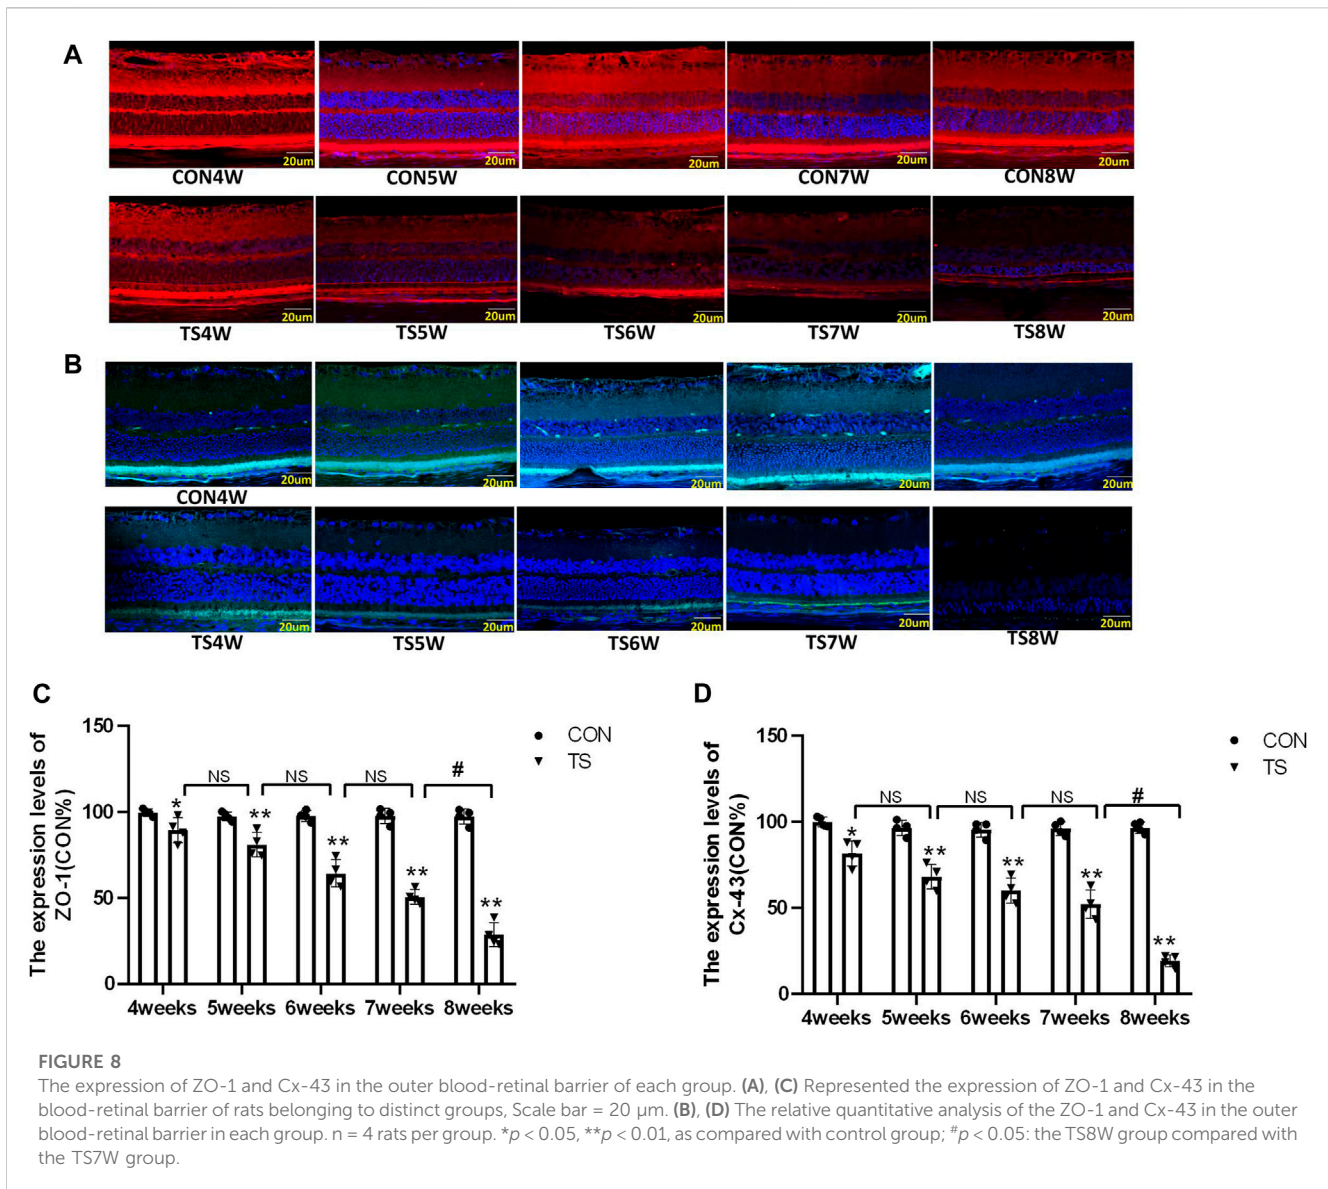 A
20um
20um
20um
20um
20um
CON4W
CON5W
CON7W
CON8W
20um
20um
20um
20um
20um
TS4W
TS5W
TS6W
TS7W
TS8W
B
20um
20um
20um
20um
20um
CON4W
20um
20um
20um
20um
20um
TS4W
TS5W
TS6W
TS7W
TS8W
C
The expression levels of
ZO-1(CON%)
150
100
50
0
CON
TS
NS
NS
NS
#
*
**
**
**
**
4weeks
5weeks
6weeks
7weeks
8weeks
D
The expression levels of
Cx-43(CON%)
150
100
50
0
CON
TS
NS
NS
NS
#
*
**
**
**
**
4weeks
5weeks
6weeks
7weeks
8weeks
FIGURE 8
The expression of ZO-1 and Cx-43 in the outer blood-retinal barrier of each group. (A), (C) Represented the expression of ZO-1 and Cx-43 in the
blood-retinal barrier of rats belonging to distinct groups, Scale bar = 20 µm. (B), (D) The relative quantitative analysis of the ZO-1 and Cx-43 in the outer
blood-retinal barrier in each group. n = 4 rats per group. *p < 0.05, **p < 0.01, as compared with control group; #p < 0.05: the TS8W group compared with
the TS7W group.